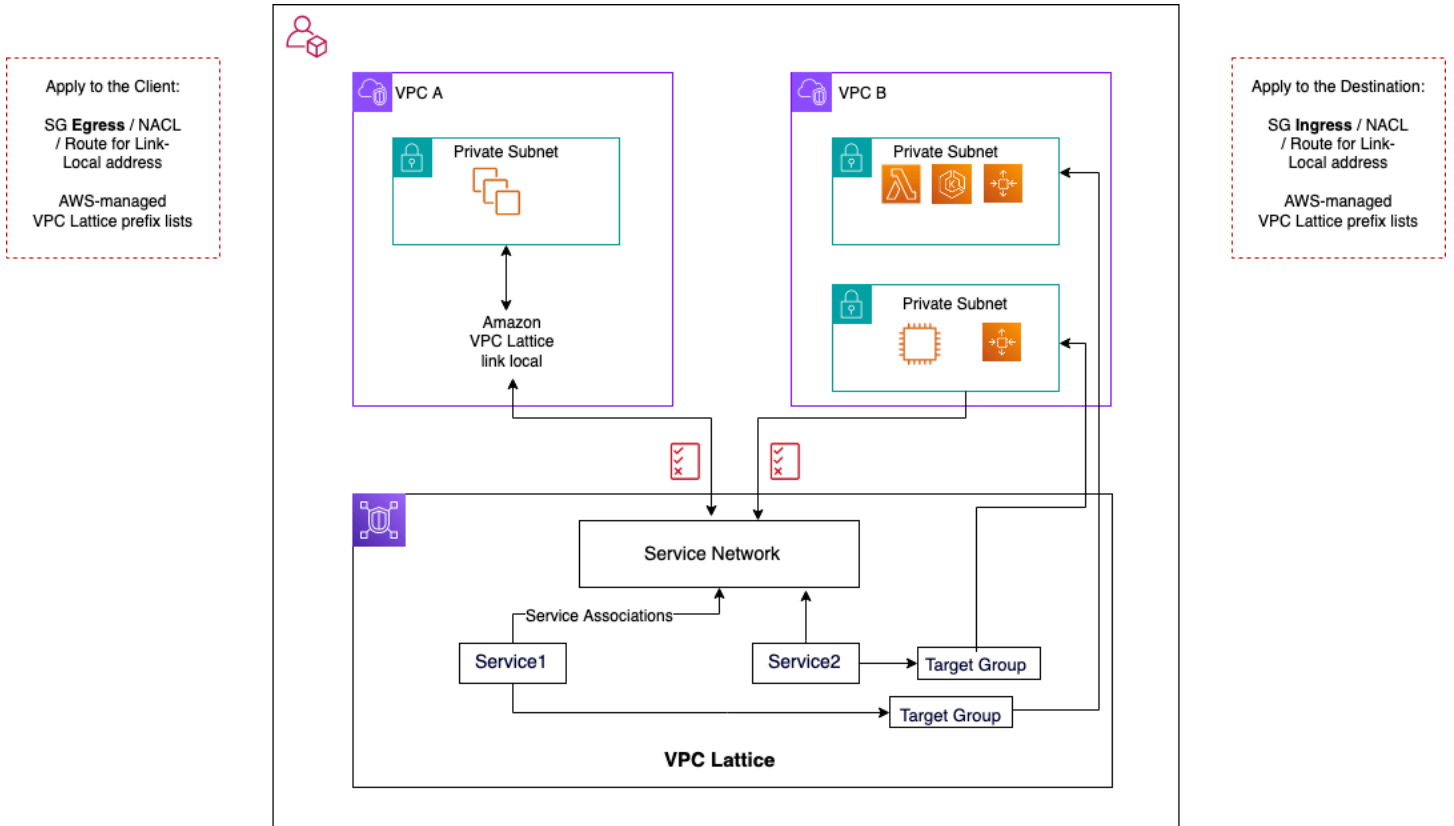 Apply to the Client:
SG Egress / NACL
/ Route for Link-
Local address
AWS-managed
VPC Lattice prefix lists
VPC A
Private Subnet
Amazon
VPC Lattice
link local
VPC B
Private Subnet
K
Private Subnet
Apply to the Destination:
SG Ingress / NACL
/ Route for Link-
Local address
AWS-managed
VPC Lattice prefix lists
Service Network
Service Associations
Service1
Service2
Target Group
Target Group
VPC Lattice